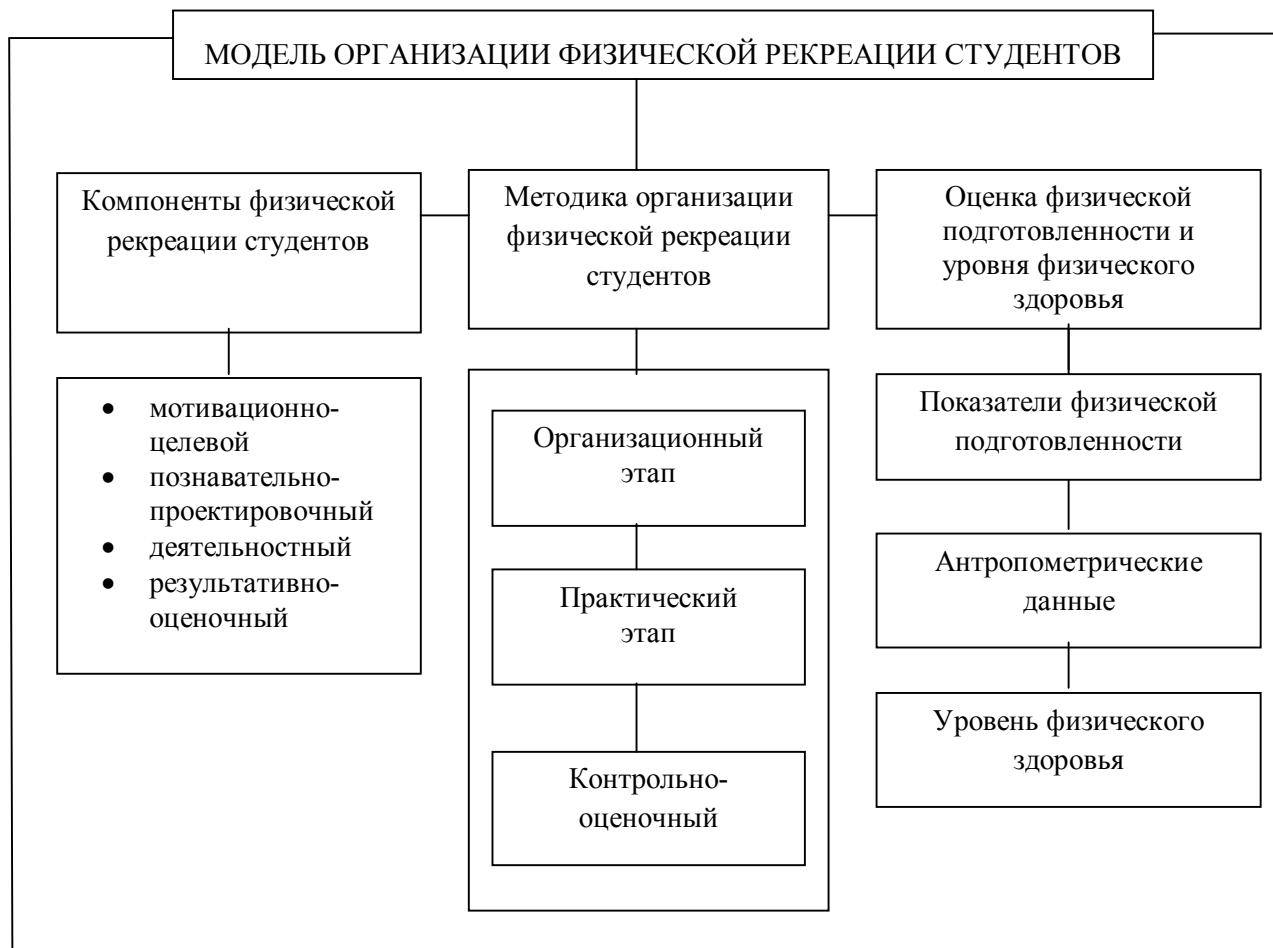 МОДЕЛЬ ОРГАНИЗАЦИИ ФИЗИЧЕСКОЙ РЕКРЕАЦИИ СТУДЕНТОВ
Компоненты физической
рекреации студентов
Методика организации
физической рекреации
студентов
Оценка физической
подготовленности и
уровня физического
здоровья
• мотивационно-
целевой
• познавательно-
проектировочный
• деятельностный
• результативно-
оценочный
Организационный
этап
Практический
этап
Контрольно-
оценочный
Показатели физической
подготовленности
Антропометрические
данные
Уровень физического
здоровья